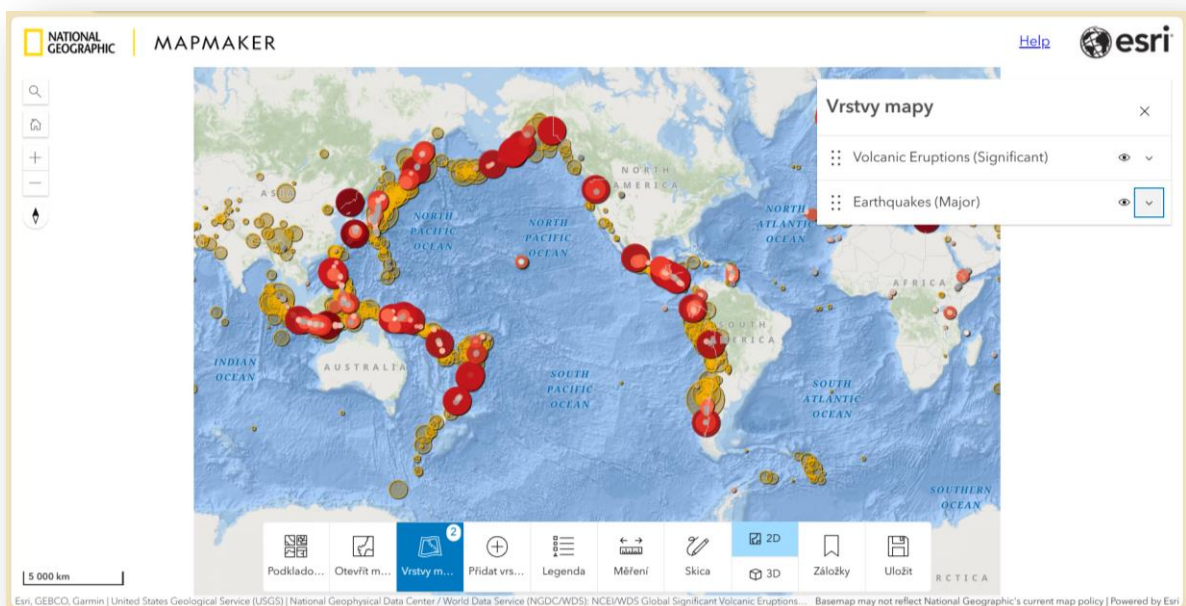 NATIONAL
GEOGRAPHIC
MAPMAKER
Help
esri
Vrstvy mapy
Volcanic Eruptions (Significant)
Earthquakes (Major)
NORTH
AMERICA
ASI
NORTH
PACIFIC
OCEAN
NORTH
PACIFIC
OCEAN
NORTH
ATLANTIC
OCEAN
AFRICA
SOUTH
AMERICA
INDIAN
OCEAN
AUSTRALIA
SOUTH
PACIFIC
OCEAN
SOUTH
ATLANTIC
OCEAN
SOUTHERN
OCEAN
2
2D
3D
Podklado...
Otevřít m...
Vrstvy m...
Přidat vrs...
Legenda
Měření
Skica
Záložky
Uložit
RCTICA
5 000 km
Esri, GEBCO, Garmin | United States Geological Service (USGS) | National Geophysical Data Center / World Data Service (NGDC/WDS): NCEI/WDS Global Significant Volcanic Eruptions... Basemap may not reflect National Geographic's current map policy | Powered by Esri